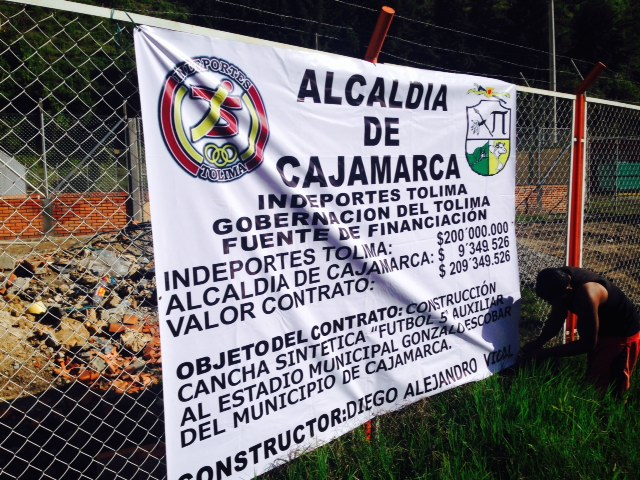 INDEPORTES
TOLIMA
ALCALDIA
DE
CAJAMARCA
INDEPORTES TOLIMA
GOBERNACION DEL TOLIMA
FUENTE DE FINANCIACIÓN
INDEPORTES TOLIMA: $200´000.000
ALCALDIA DE CAJAMARCA: $ 9´349.526
VALOR CONTRATO: $ 209´349.526
OBJETO DEL CONTRATO: CONSTRUCCIÓN
CANCHA SINTETICA "FUTBOL 5 AUXILIAR
AL ESTADIO MUNICIPAL GONZALO ESCOBAR
DEL MUNICIPIO DE CAJAMARCA.
CONSTRUCTOR: DIEGO ALEJANDRO VIDAL